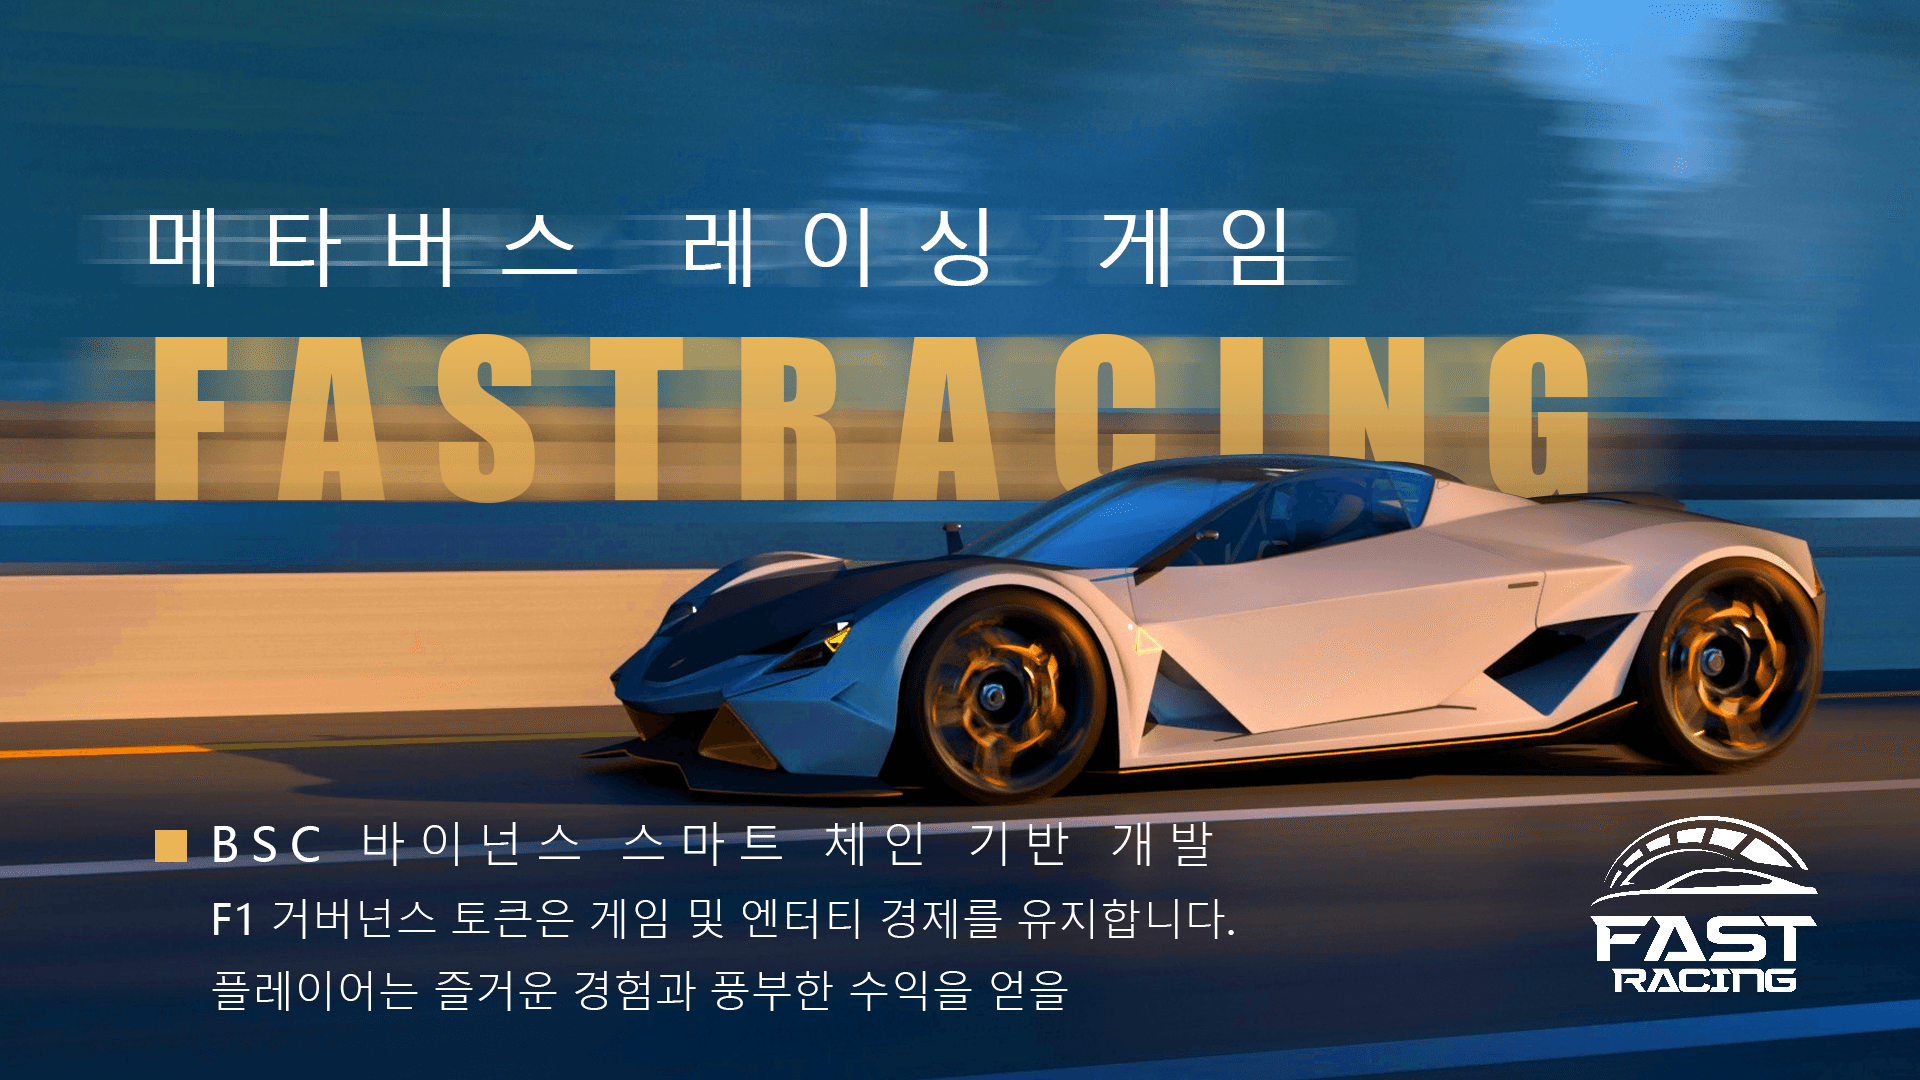 메타버스 레이싱 게임
FASTRACING
BSC 바이넌스 스마트 체인 기반 개발
F1 거버넌스 토큰은 게임 및 엔터티 경제를 유지합니다.
플레이어는 즐거운 경험과 풍부한 수익을 얻을
FAST
RACING